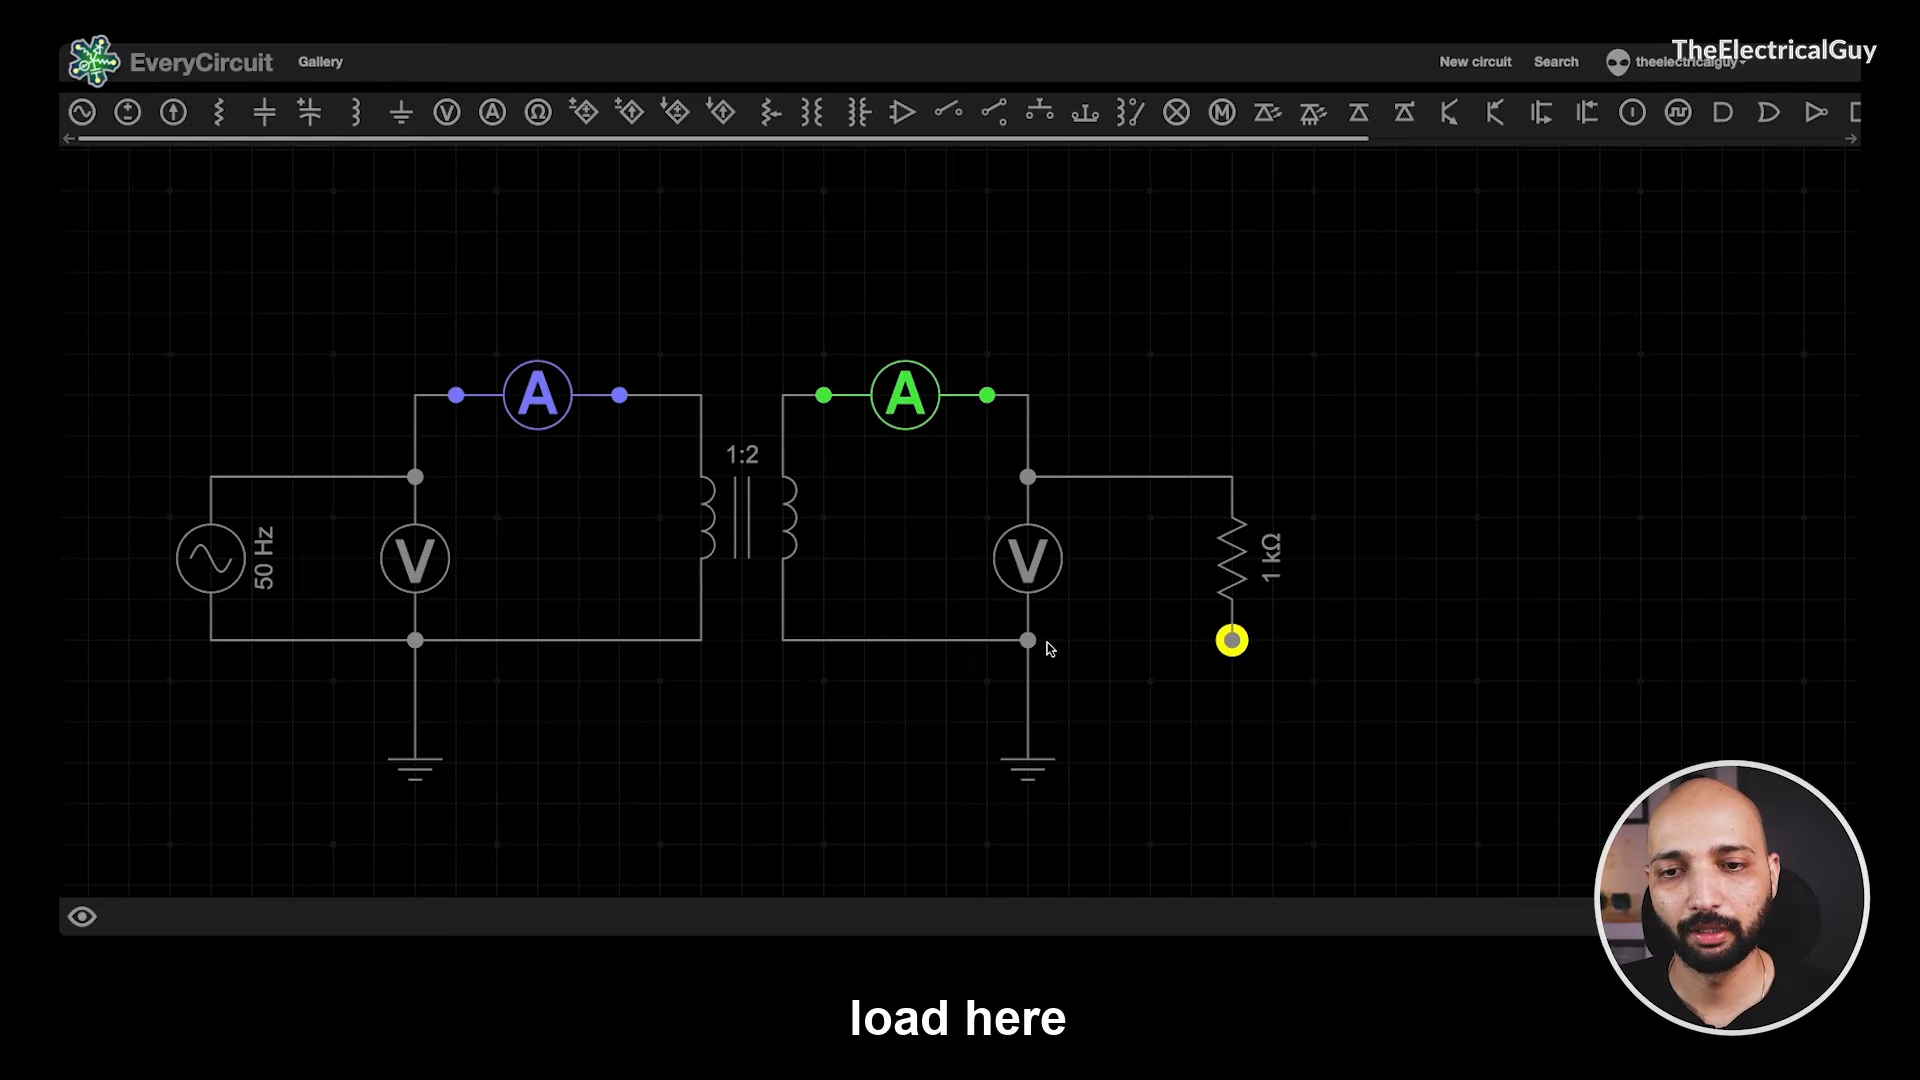 TheElectricalGuy
EveryCircuit
Gallery
New circuit
Search
theelectricalguy
A
A
1:2
50 Hz
V
V
1 kΩ
load here